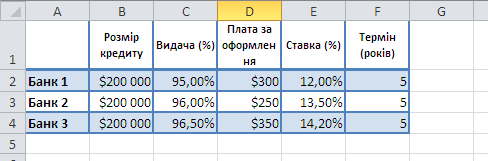 A B C D E F G
1 Розмір кредиту Видача (%) Плата за оформлення Ставка (%) Термін (років)
2 Банк 1 $200 000 95,00% $300 12,00% 5
3 Банк 2 $200 000 96,00% $250 13,50% 5
4 Банк 3 $200 000 96,50% $350 14,20% 5
5